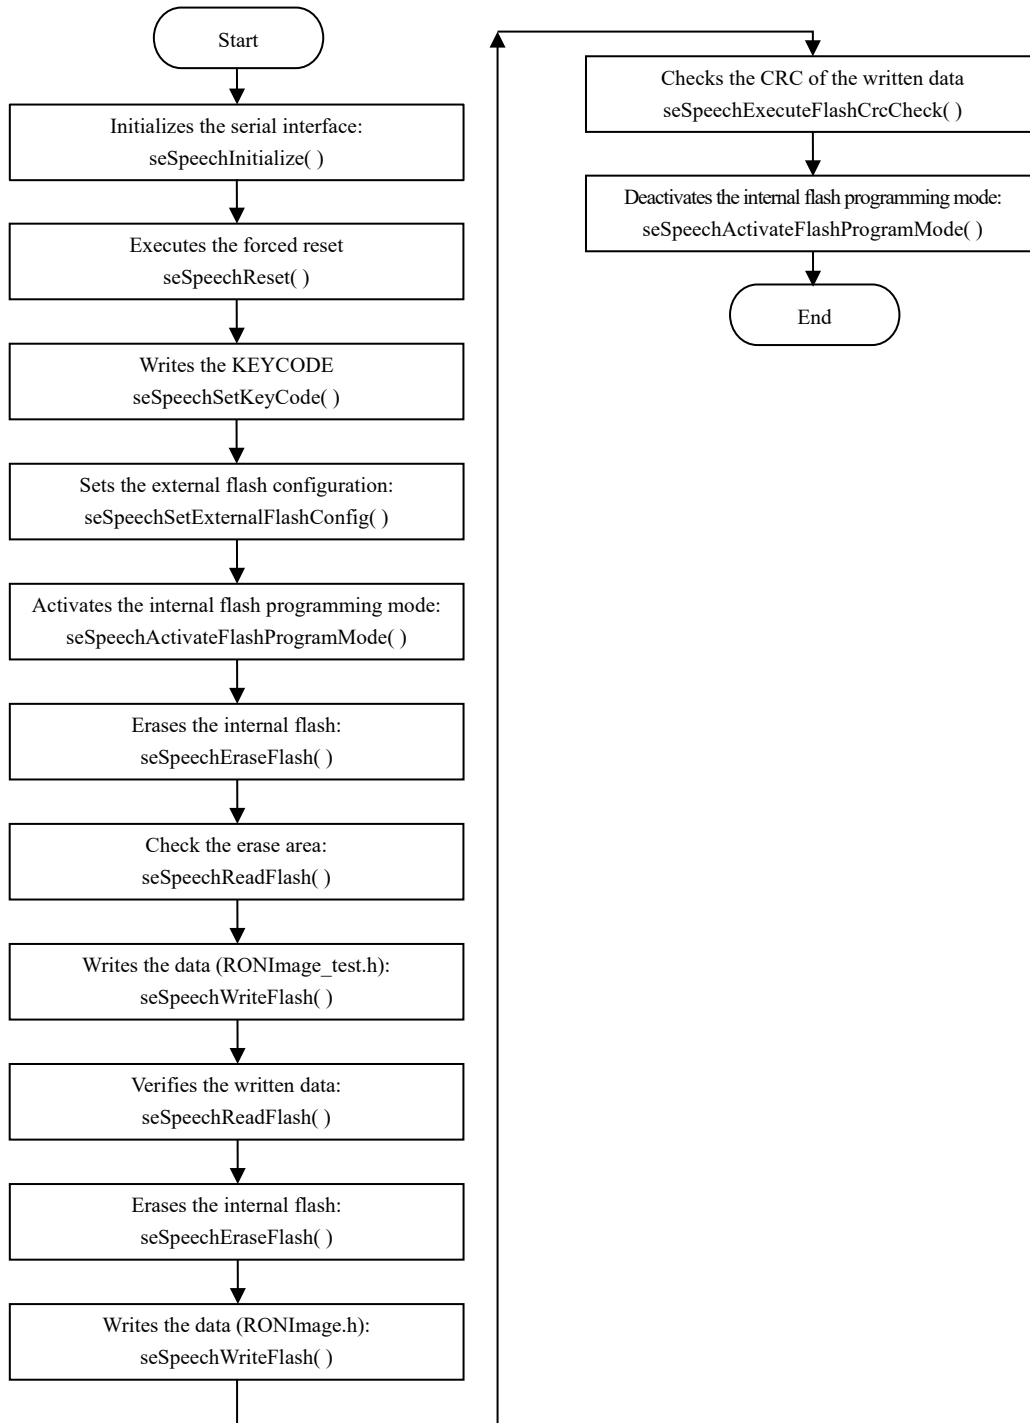 Start
Initializes the serial interface:
seSpeechInitialize( )
Executes the forced reset
seSpeechReset( )
Writes the KEYCODE
seSpeechSetKeyCode( )
Sets the external flash configuration:
seSpeechSetExternalFlashConfig( )
Activates the internal flash programming mode:
seSpeechActivateFlashProgramMode( )
Erases the internal flash:
seSpeechEraseFlash( )
Check the erase area:
seSpeechReadFlash( )
Writes the data (RONImage_test.h):
seSpeechWriteFlash( )
Verifies the written data:
seSpeechReadFlash( )
Erases the internal flash:
seSpeechEraseFlash( )
Writes the data (RONImage.h):
seSpeechWriteFlash( )
Checks the CRC of the written data
seSpeechExecuteFlashCrcCheck( )
Deactivates the internal flash programming mode:
seSpeechActivateFlashProgramMode( )
End